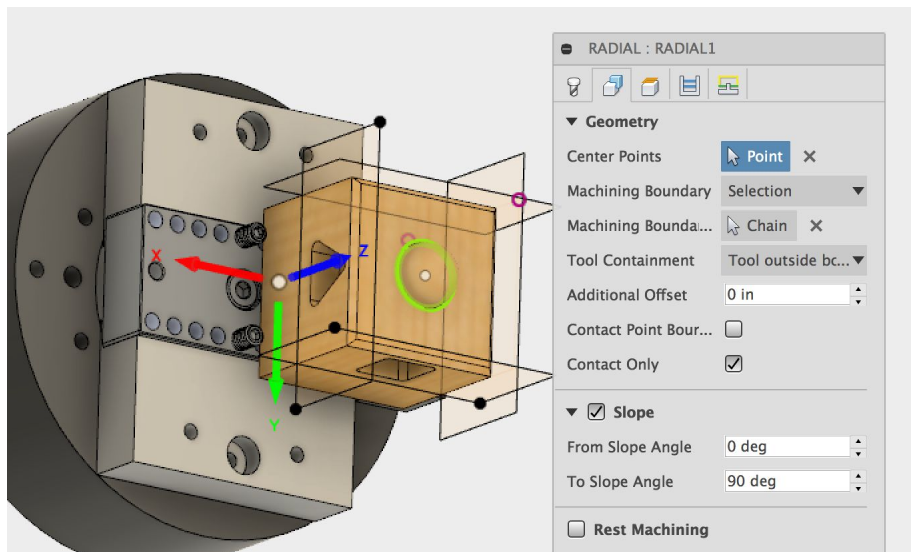 RADIAL : RADIAL1
Geometry
Center Points Point
Machining Boundary Selection
Machining Bounda... Chain
Tool Containment Tool outside bc...
Additional Offset 0 in
Contact Point Bour...
Contact Only
Slope
From Slope Angle 0 deg
To Slope Angle 90 deg
Rest Machining
X
Z
Y